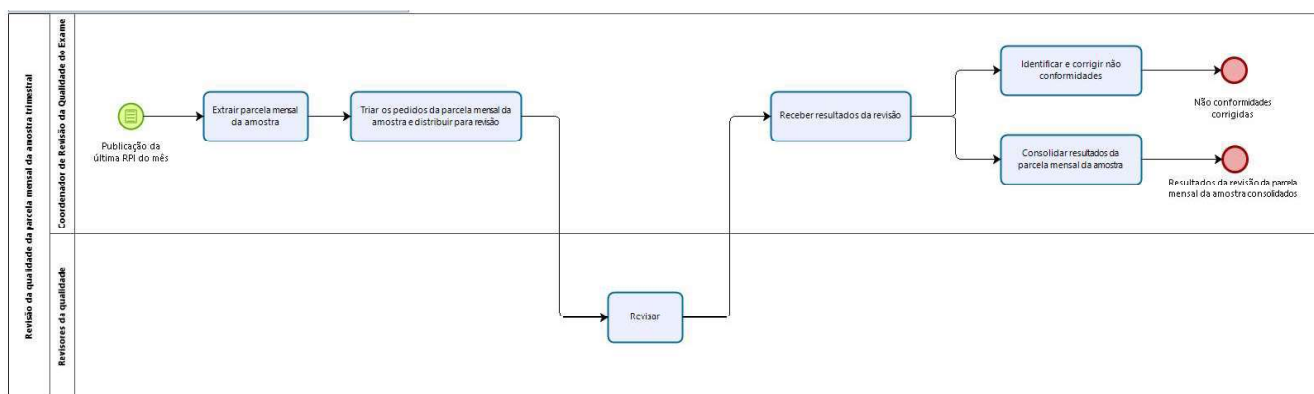 Revisão da qualidade da parcela mensal da amostra trimestral
Coordenador de Revisão da Qualidade do Exame
Publicação da
última RPI do mês
Extrair parcela mensal
da amostra
Triar os pedidos da parcela mensal da
amostra e distribuir para revisão
Receber resultados da revisão
Identificar e corrigir não
conformidades
Não conformidades
corrigidas
Consolidar resultados da
parcela mensal da amostra
Resultados da revisão da parcela
mensal da amostra consolidados
Revisores da qualidade
Revisar